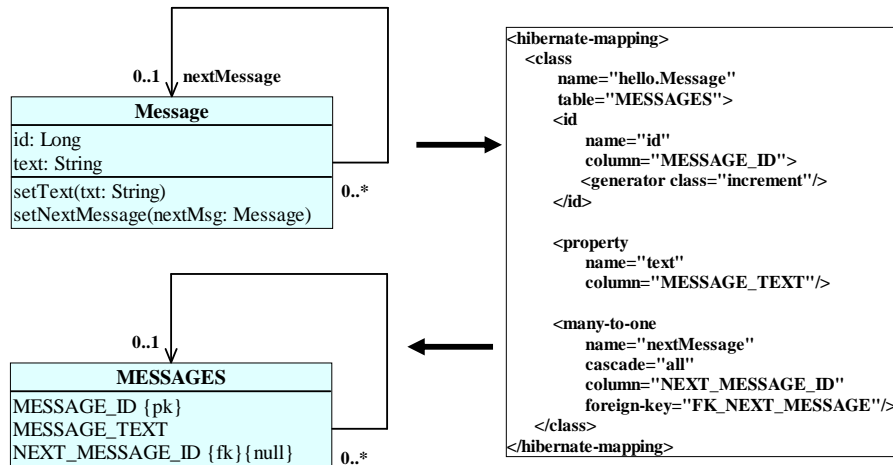 0..1 nextMessage
Message
id: Long
text: String
setText(txt: String)
setNextMessage(nextMsg: Message)
0..*
0..1
MESSAGES
MESSAGE_ID {pk}
MESSAGE_TEXT
NEXT_MESSAGE_ID {fk}{null}
0..*
<hibernate-mapping>
<class
name="hello.Message"
table="MESSAGES">
<id
name="id"
column="MESSAGE_ID">
<generator class="increment"/>
</id>
<property
name="text"
column="MESSAGE_TEXT"/>
<many-to-one
name="nextMessage"
cascade="all"
column="NEXT_MESSAGE_ID"
foreign-key="FK_NEXT_MESSAGE"/>
</class>
</hibernate-mapping>